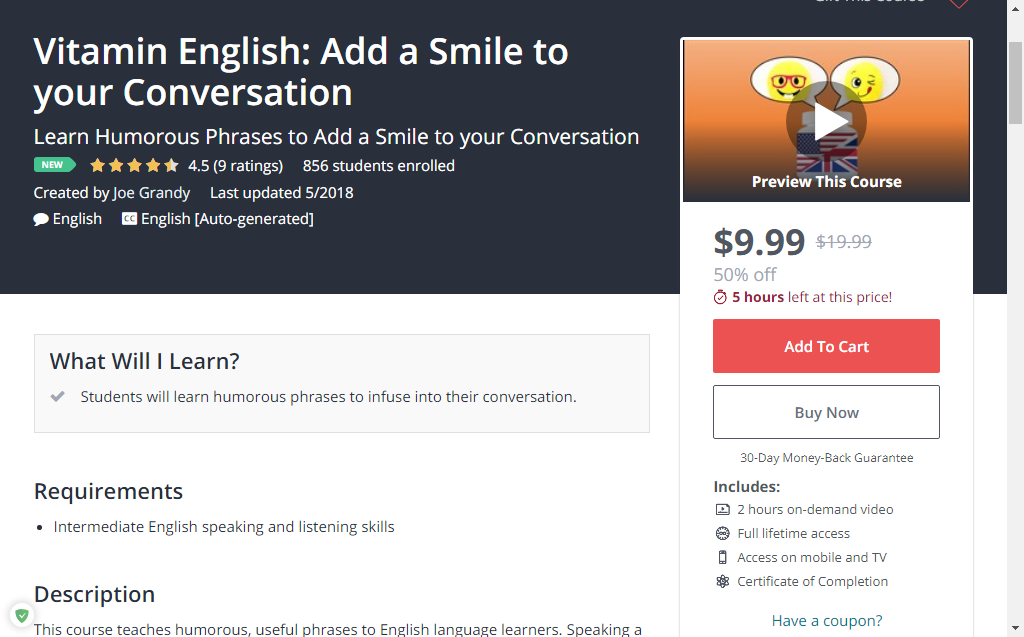 Gift This Course
Vitamin English: Add a Smile to
your Conversation
Learn Humorous Phrases to Add a Smile to your Conversation
NEW 4.5 (9 ratings) 856 students enrolled
Created by Joe Grandy Last updated 5/2018
English CC English [Auto-generated]
Preview This Course
$9.99 $19.99
50% off
5 hours left at this price!
Add To Cart
Buy Now
30-Day Money-Back Guarantee
Includes:
2 hours on-demand video
Full lifetime access
Access on mobile and TV
Certificate of Completion
Have a coupon?
What Will I Learn?
Students will learn humorous phrases to infuse into their conversation.
Requirements
Intermediate English speaking and listening skills
Description
This course teaches humorous, useful phrases to English language learners. Speaking a